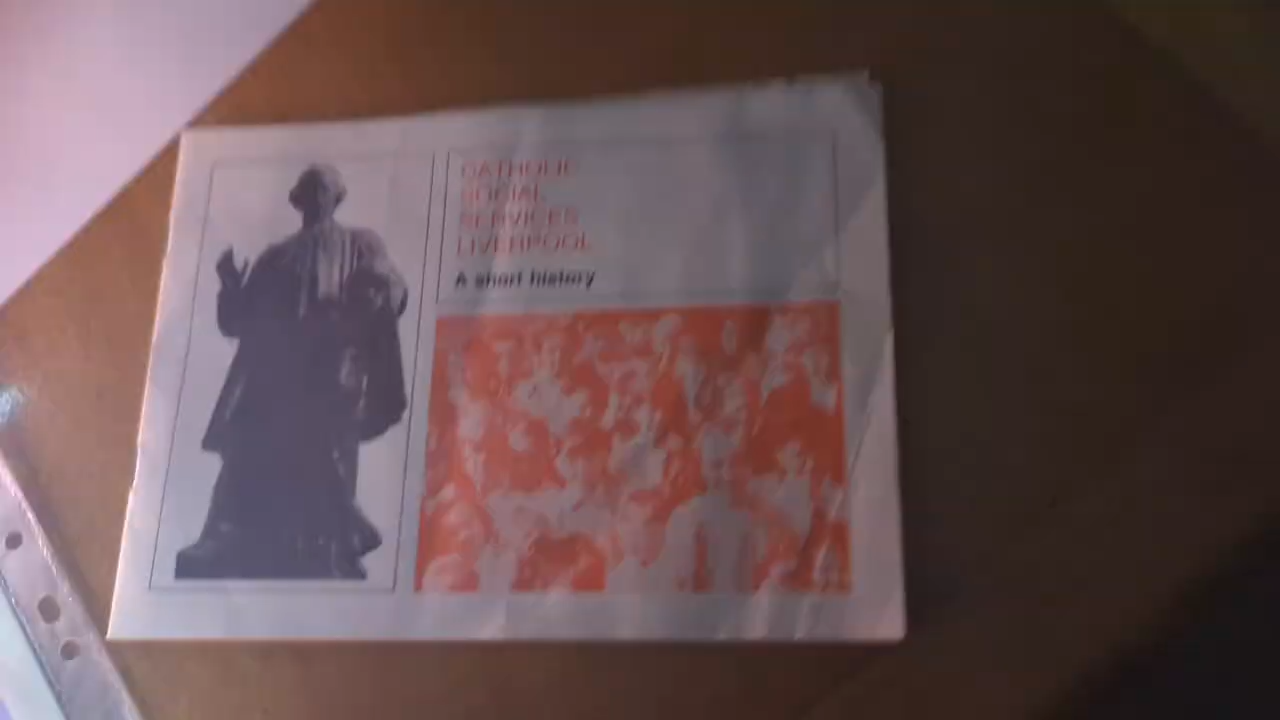 CATHOLIC
SOCIAL
SERVICES
LIVERPOOL
A short history